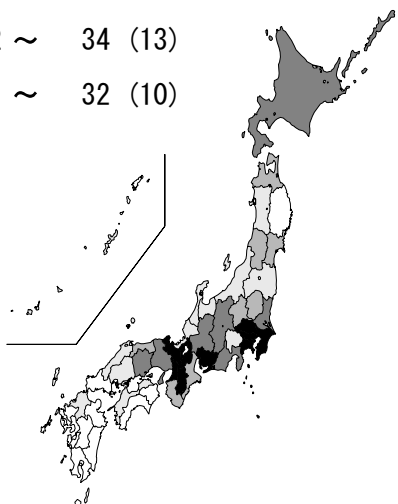 ～ 34 (13)
～ 32 (10)